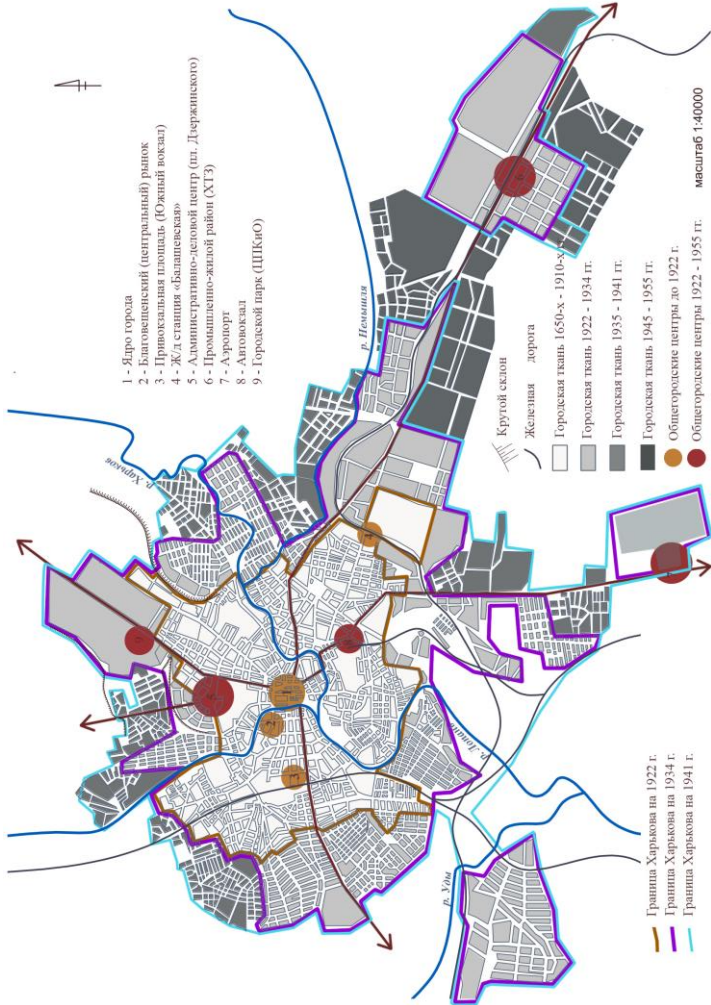 1 - Ядро города
2 - Благовещенский (центральный) рынок
3 - Привокзальная площадь (Южный вокзал)
4 - Ж/д станция «Балашевская»
5 - Административно-деловой центр (пл. Дзержинского)
6 - Промышленно-жилой район (ХТЗ)
7 - Аэропорт
8 - Автовокзал
9 - Городской парк (ЦПКиО)
р. Харьков
р. Немышля
р. Лопань
р. Уды
1
2
3
4
Крутой склон
Железная дорога
Городская ткань 1650-х - 1910-х
Городская ткань 1922 - 1934 гг.
Городская ткань 1935 - 1941 гг.
Городская ткань 1945 - 1955 гг.
Общегородские центры до 1922 г.
Общегородские центры 1922 - 1955 гг.
масштаб 1:40000
Граница Харькова на 1922 г.
Граница Харькова на 1934 г.
Граница Харькова на 1941 г.